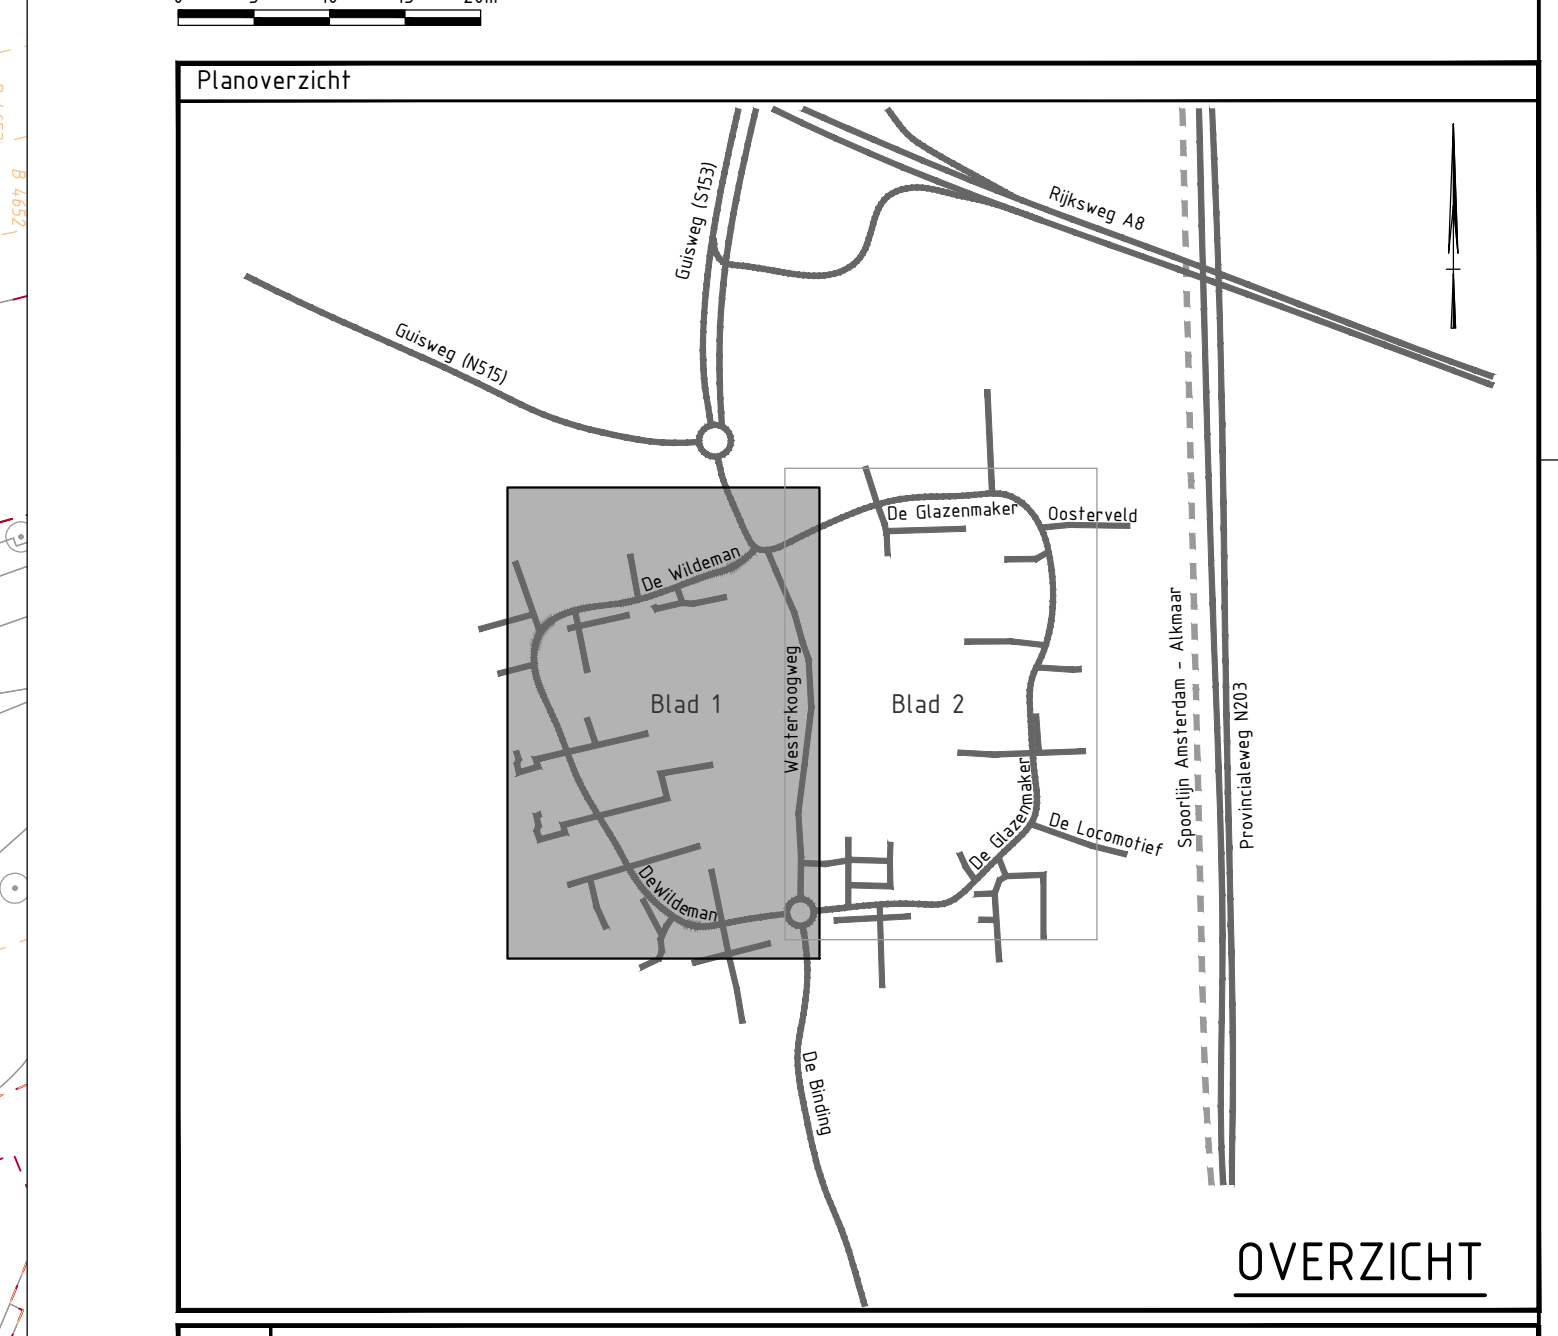 Planoverzicht
Guisweg (S153)
Rijksweg A8
Guisweg (N515)
De Glazenmaker
Oosterveld
De Wildeman
Blad 1
Westerkoogweg
Blad 2
Spoorlijn Amsterdam - Alkmaar
Provincialeweg N203
De Glazenmaker
De Locomotief
DeWildeman
De Binding
OVERZICHT
B 4652